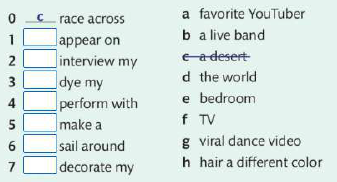 0 c race across
1 appear on
2 interview my
3 dye my
4 perform with
5 make a
6 sail around
7 decorate my
a favorite YouTuber
b a live band
c a desert
d the world
e bedroom
f TV
g viral dance video
h hair a different color